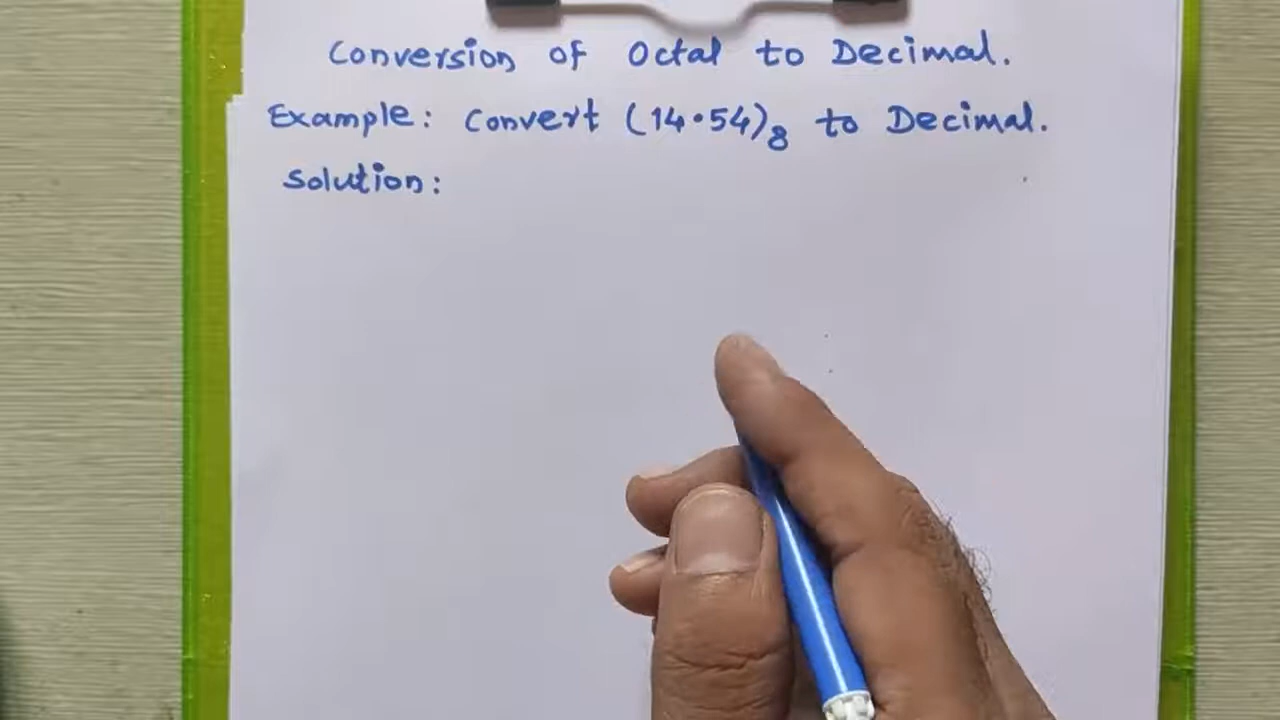 Conversion of Octal to Decimal.
Example: Convert (14.54)₈ to Decimal.
Solution: